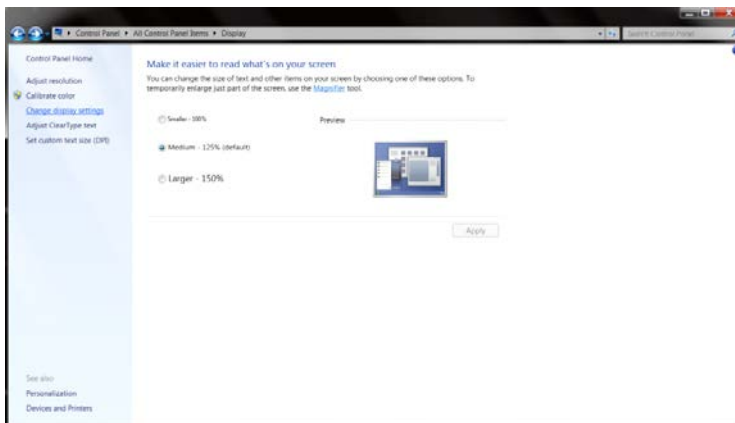 Control Panel ▸ All Control Panel Items ▸ Display
Search Control Panel
Control Panel Home
Adjust resolution
Calibrate color
Change display settings
Adjust ClearType text
Set custom text size (DPI)
Make it easier to read what's on your screen
You can change the size of text and other items on your screen by choosing one of these options. To
temporarily enlarge just part of the screen, use the Magnifier tool.
Smaller - 100%
Preview
Medium - 125% (default)
Larger - 150%
Apply
See also
Personalization
Devices and Printers